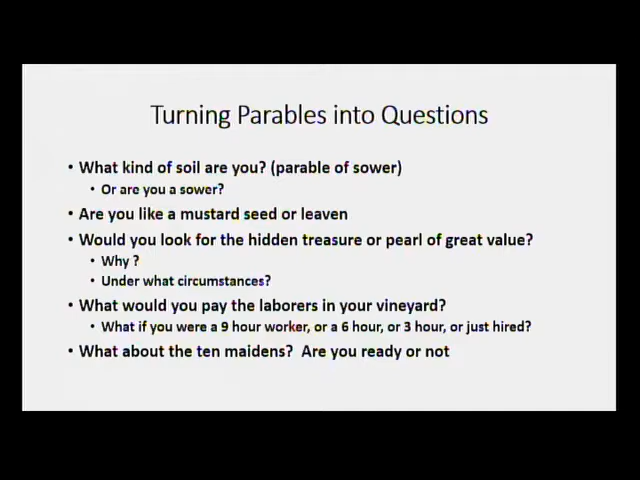 Turning Parables into Questions
• What kind of soil are you? (parable of sower)
• Or are you a sower?
• Are you like a mustard seed or leaven
• Would you look for the hidden treasure or pearl of great value?
• Why ?
• Under what circumstances?
• What would you pay the laborers in your vineyard?
• What if you were a 9 hour worker, or a 6 hour, or 3 hour, or just hired?
• What about the ten maidens?  Are you ready or not